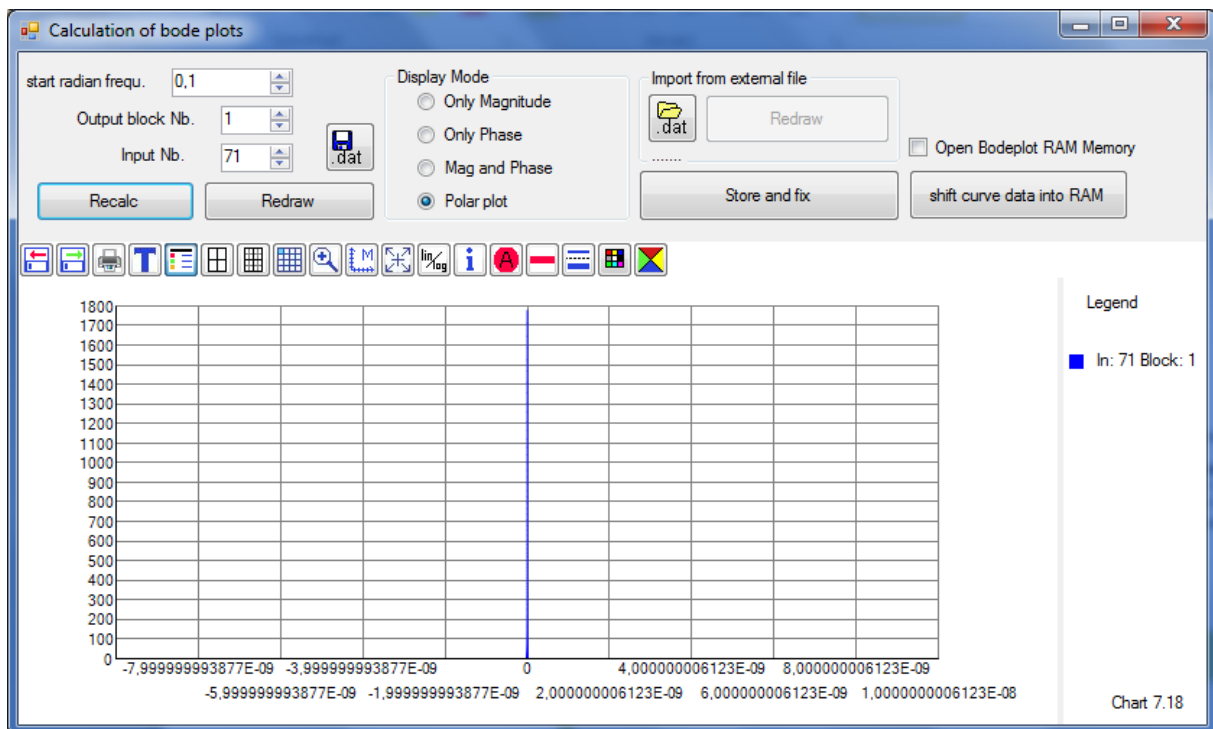 Calculation of bode plots
start radian frequ. 0,1
Output block Nb. 1
Input Nb. 71
.dat
Recalc Redraw
Display Mode
Only Magnitude
Only Phase
Mag and Phase
Polar plot
Import from external file
.dat Redraw
.......
Store and fix
Open Bodeplot RAM Memory
shift curve data into RAM
T M lin/log i A
1800
1700
1600
1500
1400
1300
1200
1100
1000
900
800
700
600
500
400
300
200
100
0
-7,999999993877E-09 -3,999999993877E-09 0 4,000000006123E-09 8,000000006123E-09
-5,999999993877E-09 -1,999999993877E-09 2,000000006123E-09 6,000000006123E-09 1,0000000006123E-08
Legend
In: 71 Block: 1
Chart 7.18